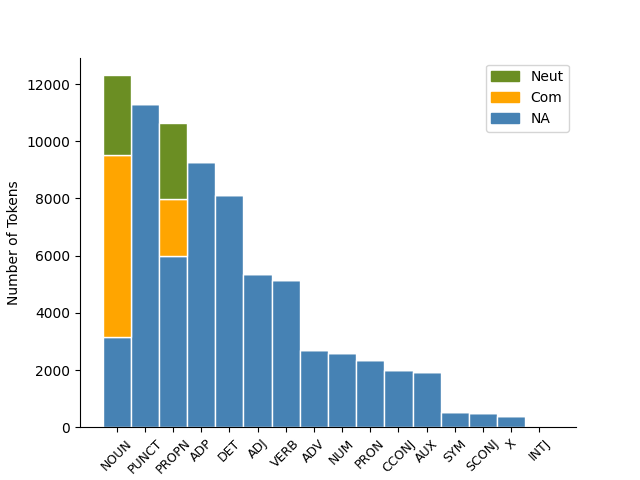 Neut
Com
NA
Number of Tokens
12000
10000
8000
6000
4000
2000
0
NOUN PUNCT PROPN ADP DET ADJ VERB ADV NUM PRON CCONJ AUX SYM SCONJ X INTJ